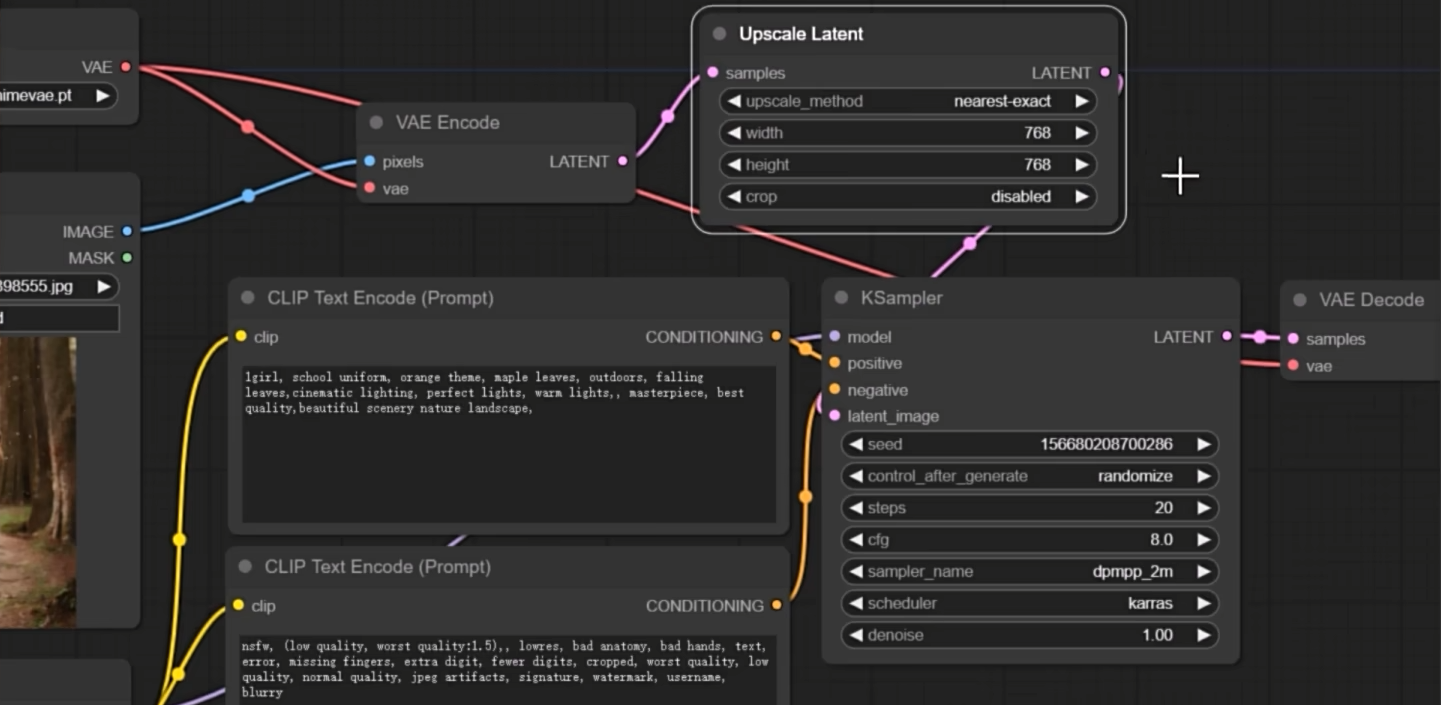 VAE
nimevae.pt
IMAGE
MASK
398555.jpg
VAE Encode
pixels
LATENT
vae
Upscale Latent
samples LATENT
upscale_method nearest-exact
width 768
height 768
crop disabled
CLIP Text Encode (Prompt)
clip CONDITIONING
1girl, school uniform, orange theme, maple leaves, outdoors, falling
leaves,cinematic lighting, perfect lights, warm lights,, masterpiece, best
quality,beautiful scenery nature landscape,
CLIP Text Encode (Prompt)
clip CONDITIONING
nsfw, (low quality, worst quality:1.5),, lowres, bad anatomy, bad hands, text,
error, missing fingers, extra digit, fewer digits, cropped, worst quality, low
quality, normal quality, jpeg artifacts, signature, watermark, username,
blurry
KSampler
model LATENT
positive
negative
latent_image
seed 156680208700286
control_after_generate randomize
steps 20
cfg 8.0
sampler_name dpmpp_2m
scheduler karras
denoise 1.00
VAE Decode
samples
vae